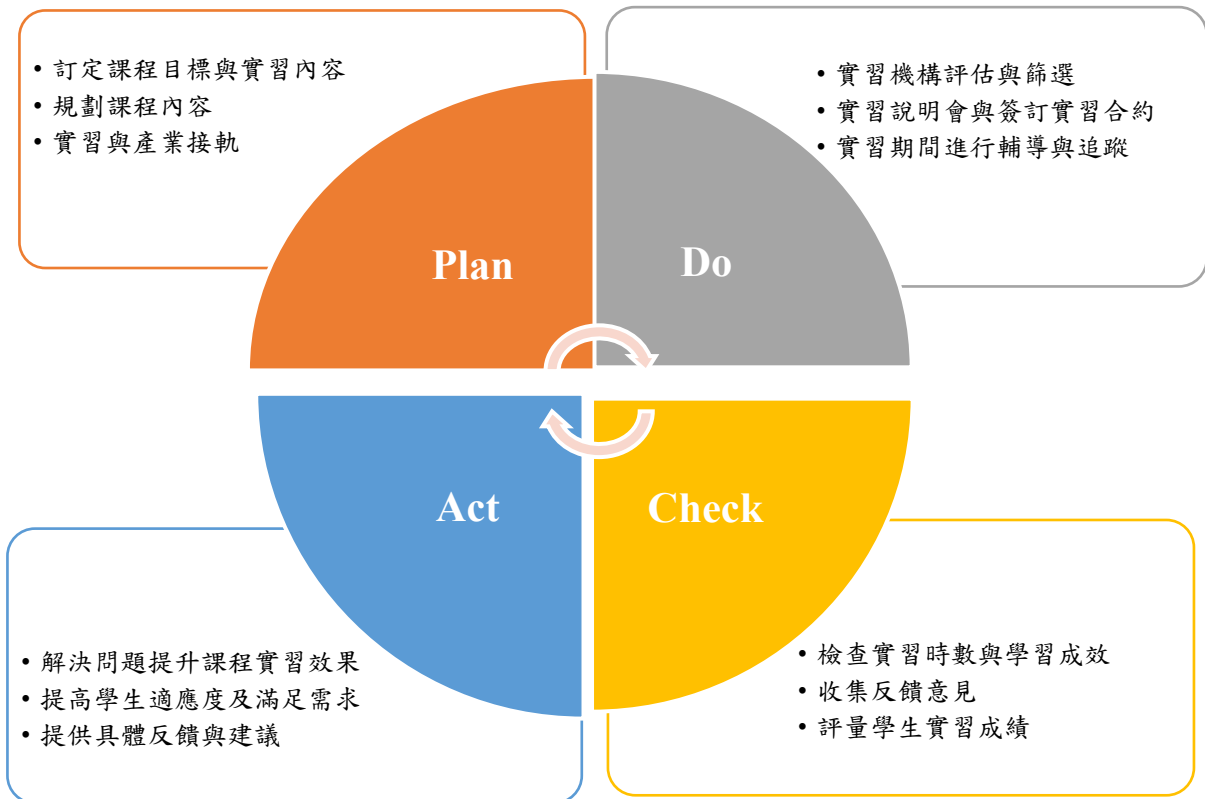 • 訂定課程目標與實習內容
• 規劃課程內容
• 實習與產業接軌
Plan
• 實習機構評估與篩選
• 實習說明會與簽訂實習合約
• 實習期間進行輔導與追蹤
Do
Act
• 解決問題提升課程實習效果
• 提高學生適應度及滿足需求
• 提供具體反饋與建議
Check
• 檢查實習時數與學習成效
• 收集反饋意見
• 評量學生實習成績